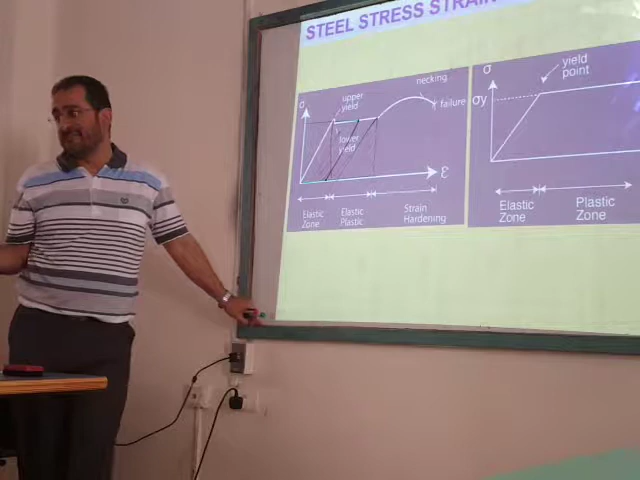 STEEL STRESS STRAIN
necking
σ
upper
yield
failure
lower
yield
ε
Elastic
Zone
Elastic
Plastic
Strain
Hardening
σ
yield
point
σy
Elastic
Zone
Plastic
Zone